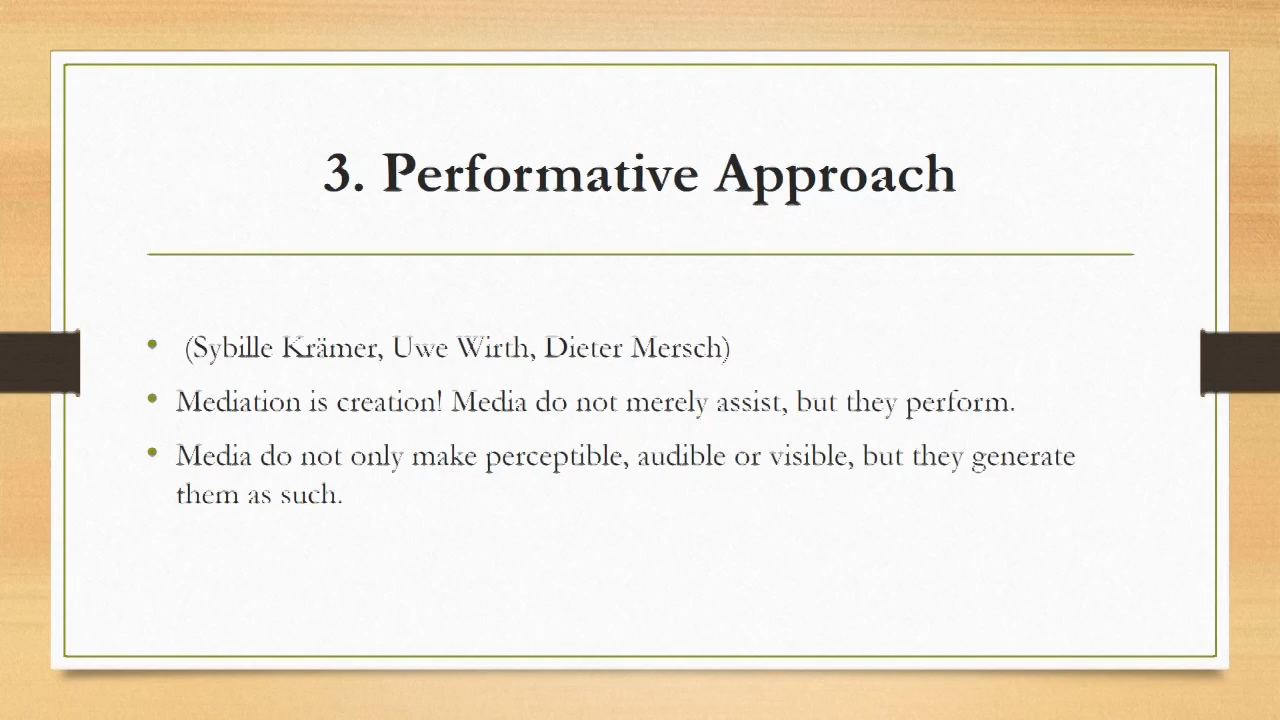 3. Performative Approach
• (Sybille Krämer, Uwe Wirth, Dieter Mersch)
• Mediation is creation! Media do not merely assist, but they perform.
• Media do not only make perceptible, audible or visible, but they generate
them as such.